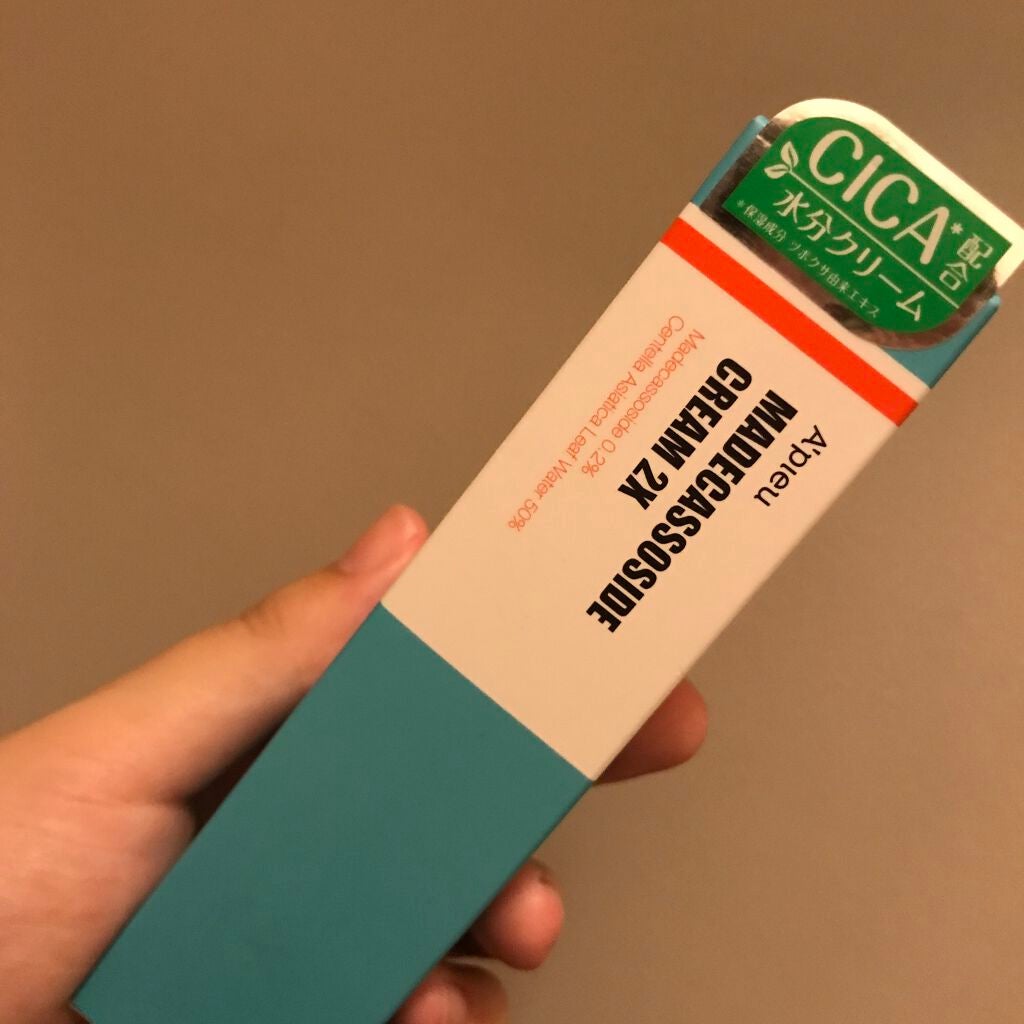 CICA*配合
水分クリーム
*保湿成分 ツボクサ由来エキス
A'pieu
MADECASSOSIDE
CREAM 2X
Madecassoside 0.2%
Centella Asiatica Leaf Water 50%